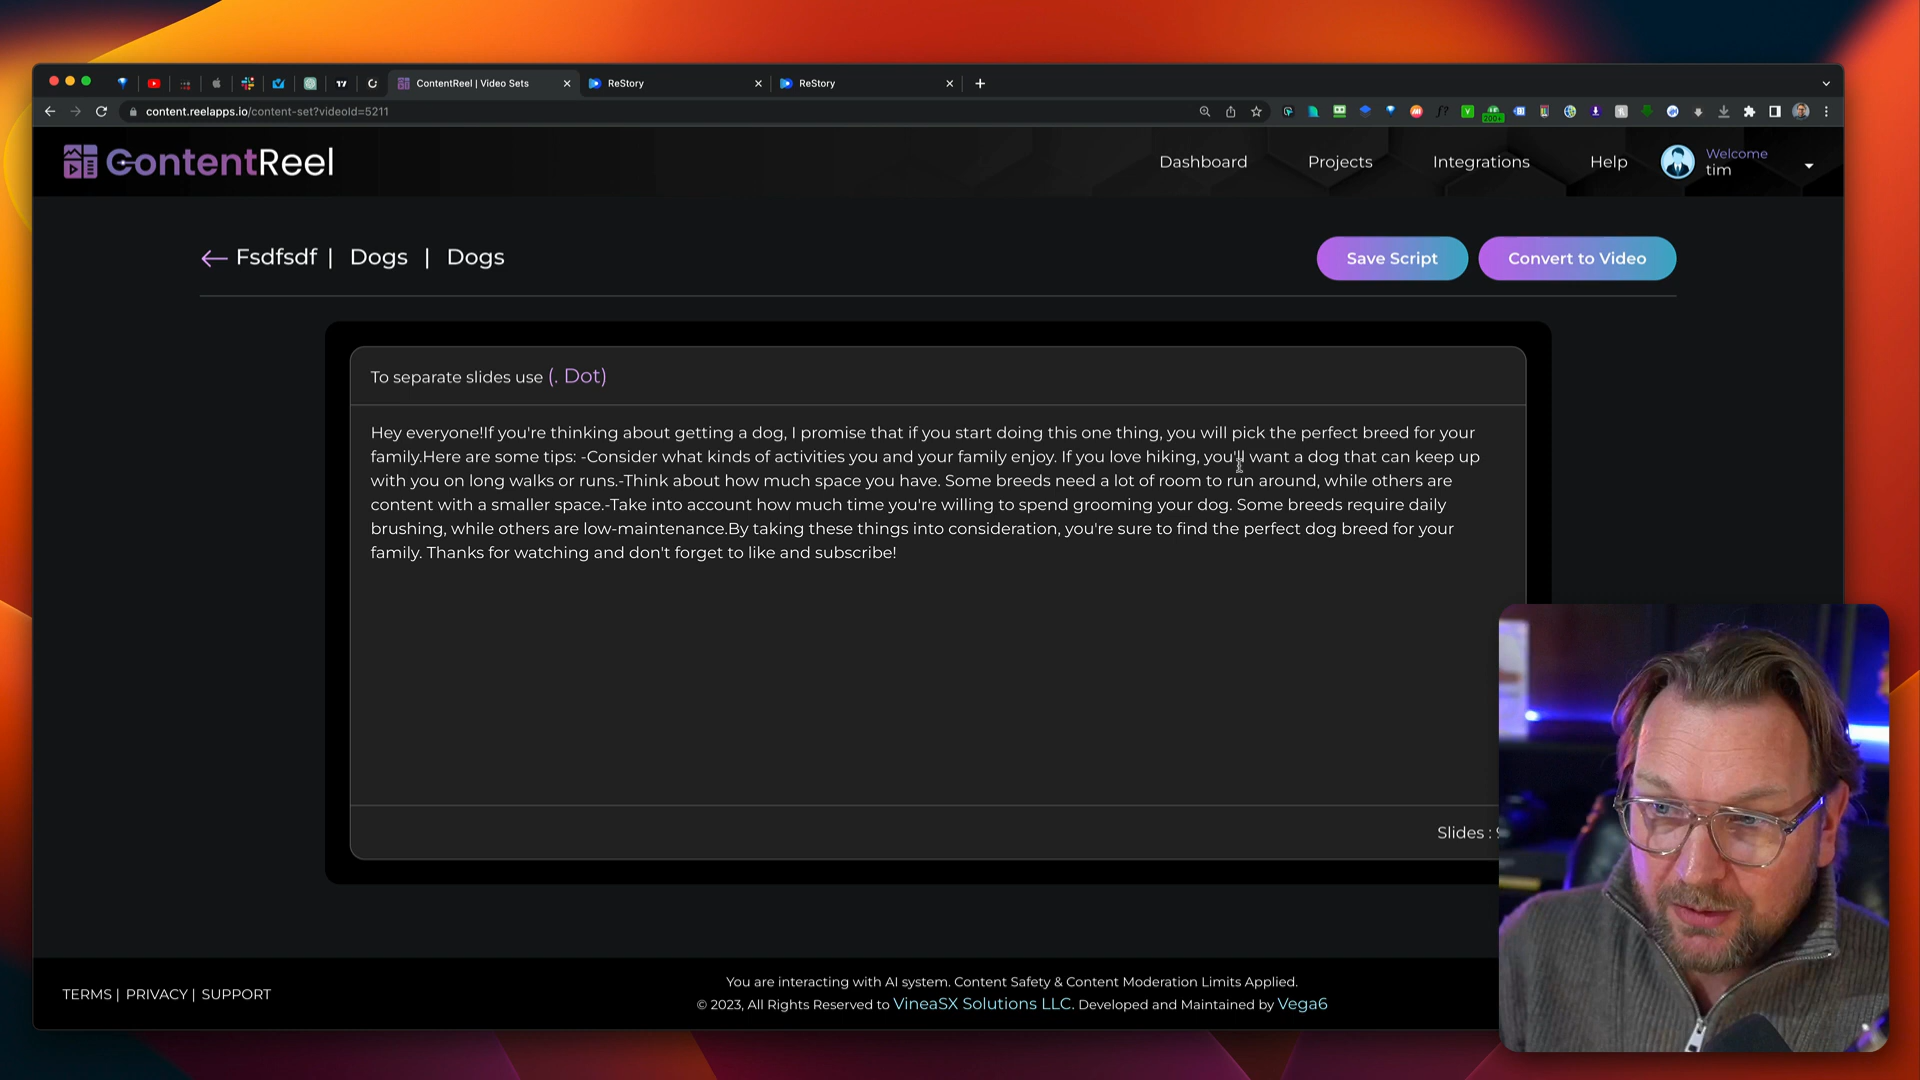 ContentReel | Video Sets
ReStory
ReStory
content.reelapps.io/content-set?videoId=5211
200+
ContentReel
Dashboard
Projects
Integrations
Help
Welcome
tim
Fsdfsdf | Dogs | Dogs
Save Script
Convert to Video
To separate slides use (. Dot)
Hey everyone!If you're thinking about getting a dog, I promise that if you start doing this one thing, you will pick the perfect breed for your
family.Here are some tips: -Consider what kinds of activities you and your family enjoy. If you love hiking, you'll want a dog that can keep up
with you on long walks or runs.-Think about how much space you have. Some breeds need a lot of room to run around, while others are
content with a smaller space.-Take into account how much time you're willing to spend grooming your dog. Some breeds require daily
brushing, while others are low-maintenance.By taking these things into consideration, you're sure to find the perfect dog breed for your
family. Thanks for watching and don't forget to like and subscribe!
Slides :
TERMS | PRIVACY | SUPPORT
You are interacting with AI system. Content Safety & Content Moderation Limits Applied.
© 2023, All Rights Reserved to VineaSX Solutions LLC. Developed and Maintained by Vega6